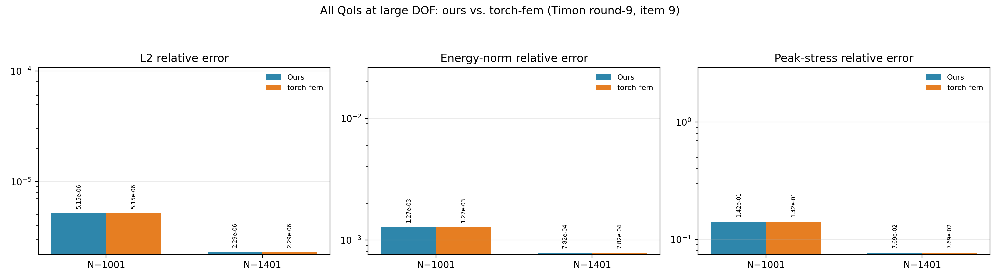 All QoIs at large DOF: ours vs. torch-fem (Timon round-9, item 9)
L2 relative error
10⁻⁴
10⁻⁵
Ours
torch-fem
5.15e-06
5.15e-06
2.29e-06
2.29e-06
N=1001
N=1401
Energy-norm relative error
10⁻²
10⁻³
Ours
torch-fem
1.27e-03
1.27e-03
7.82e-04
7.82e-04
N=1001
N=1401
Peak-stress relative error
10⁰
10⁻¹
Ours
torch-fem
1.42e-01
1.42e-01
7.69e-02
7.69e-02
N=1001
N=1401